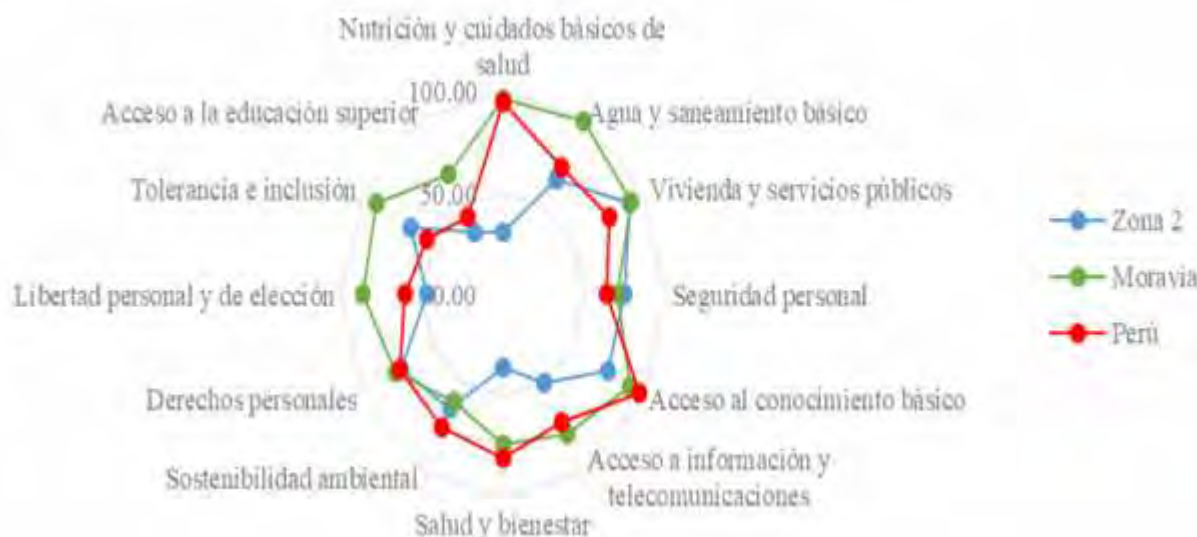 Nutrición y cuidados básicos de
salud
100.00
Acceso a la educación superior
Agua y saneamiento básico
Tolerancia e inclusión
50.00
Vivienda y servicios públicos
Zona 2
Libertad personal y de elección
0.00
Seguridad personal
Moravia
Perú
Derechos personales
Acceso al conocimiento básico
Sostenibilidad ambiental
Acceso a información y
telecomunicaciones
Salud y bienestar